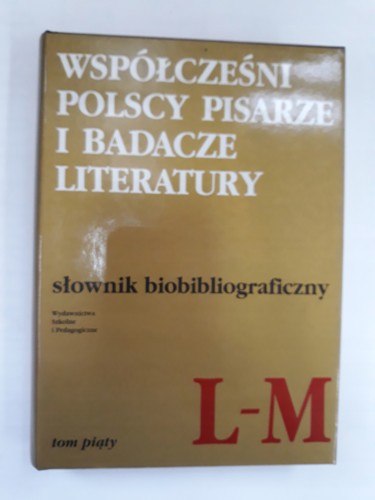 WSPÓŁCZEŚNI
POLSCY PISARZE
I BADACZE
LITERATURY
słownik biobibliograficzny
Wydawnictwa
Szkolne
i Pedagogiczne
L-M
tom piąty